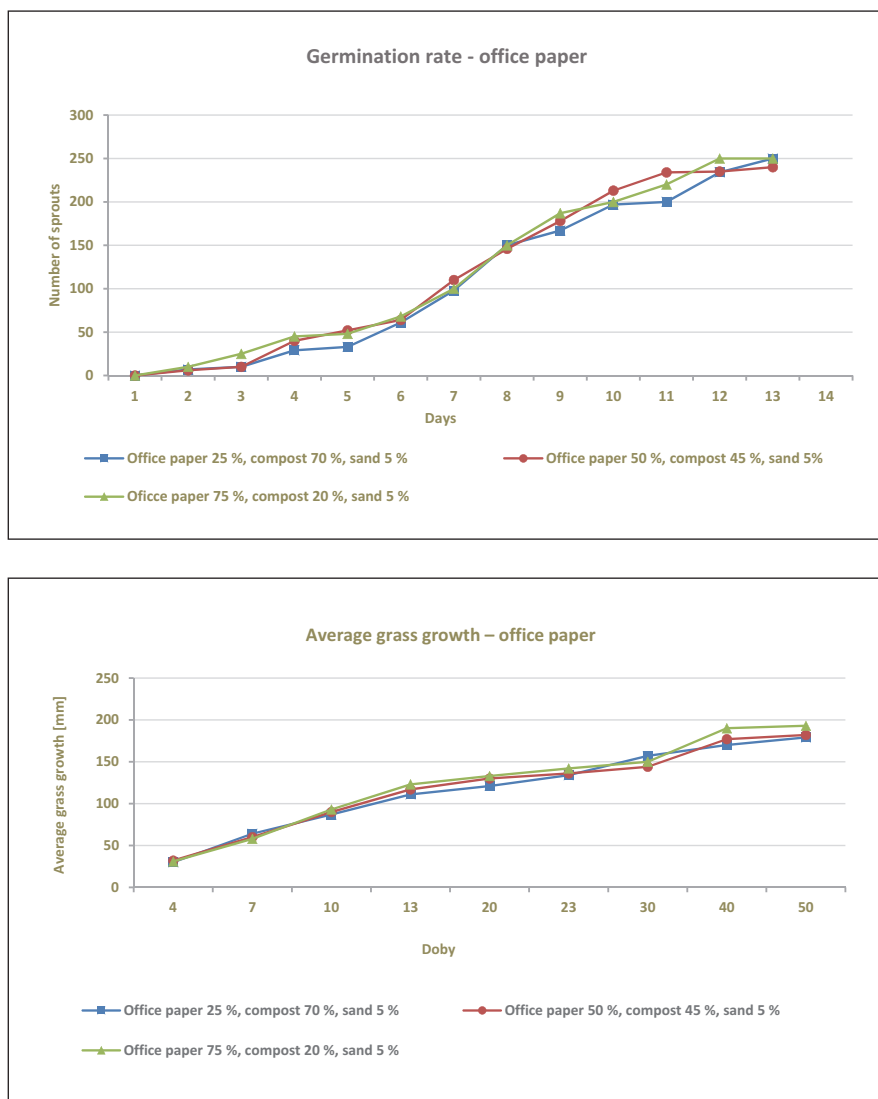 Germination rate - office paper
300
250
200
150
100
50
0
Number of sprouts
1 2 3 4 5 6 7 8 9 10 11 12 13 14
Days
Office paper 25 %, compost 70 %, sand 5 %
Office paper 50 %, compost 45 %, sand 5%
Oficce paper 75 %, compost 20 %, sand 5 %
Average grass growth – office paper
250
200
150
100
50
0
Average grass growth [mm]
4 7 10 13 20 23 30 40 50
Doby
Office paper 25 %, compost 70 %, sand 5 %
Office paper 50 %, compost 45 %, sand 5 %
Office paper 75 %, compost 20 %, sand 5 %